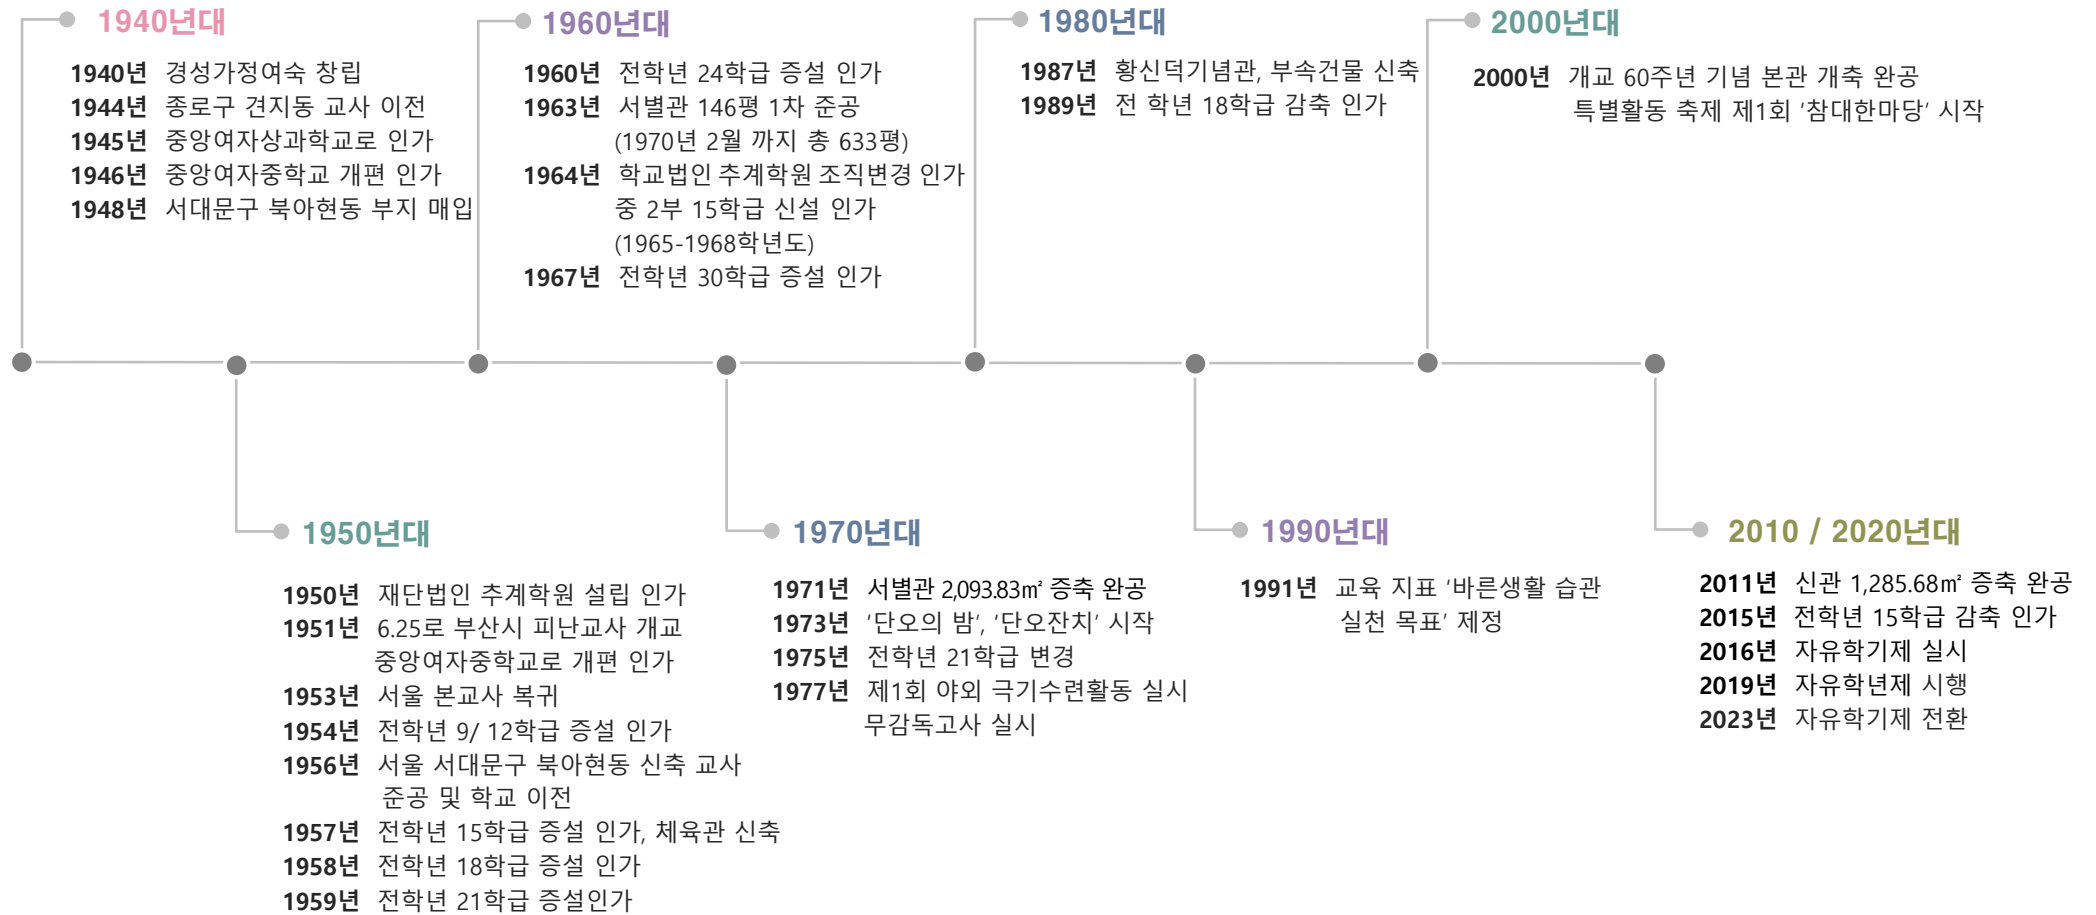 1940년대
1940년 경성가정여숙 창립
1944년 종로구 견지동 교사 이전
1945년 중앙여자상과학교로 인가
1946년 중앙여자중학교 개편 인가
1948년 서대문구 북아현동 부지 매입
1950년대
1950년 재단법인 추계학원 설립 인가
1951년 6.25로 부산시 피난교사 개교
중앙여자중학교로 개편 인가
1953년 서울 본교사 복귀
1954년 전학년 9/ 12학급 증설 인가
1956년 서울 서대문구 북아현동 신축 교사
준공 및 학교 이전
1957년 전학년 15학급 증설 인가, 체육관 신축
1958년 전학년 18학급 증설 인가
1959년 전학년 21학급 증설인가
1960년대
1960년 전학년 24학급 증설 인가
1963년 서별관 146평 1차 준공
(1970년 2월 까지 총 633평)
1964년 학교법인 추계학원 조직변경 인가
중 2부 15학급 신설 인가
(1965-1968학년도)
1967년 전학년 30학급 증설 인가
1970년대
1971년 서별관 2,093.83㎡ 증축 완공
1973년 '단오의 밤', '단오잔치' 시작
1975년 전학년 21학급 변경
1977년 제1회 야외 극기수련활동 실시
무감독고사 실시
1980년대
1987년 황신덕기념관, 부속건물 신축
1989년 전 학년 18학급 감축 인가
1990년대
1991년 교육 지표 '바른생활 습관
실천 목표' 제정
2000년대
2000년 개교 60주년 기념 본관 개축 완공
특별활동 축제 제1회 '참대한마당' 시작
2010 / 2020년대
2011년 신관 1,285.68㎡ 증축 완공
2015년 전학년 15학급 감축 인가
2016년 자유학기제 실시
2019년 자유학년제 시행
2023년 자유학기제 전환